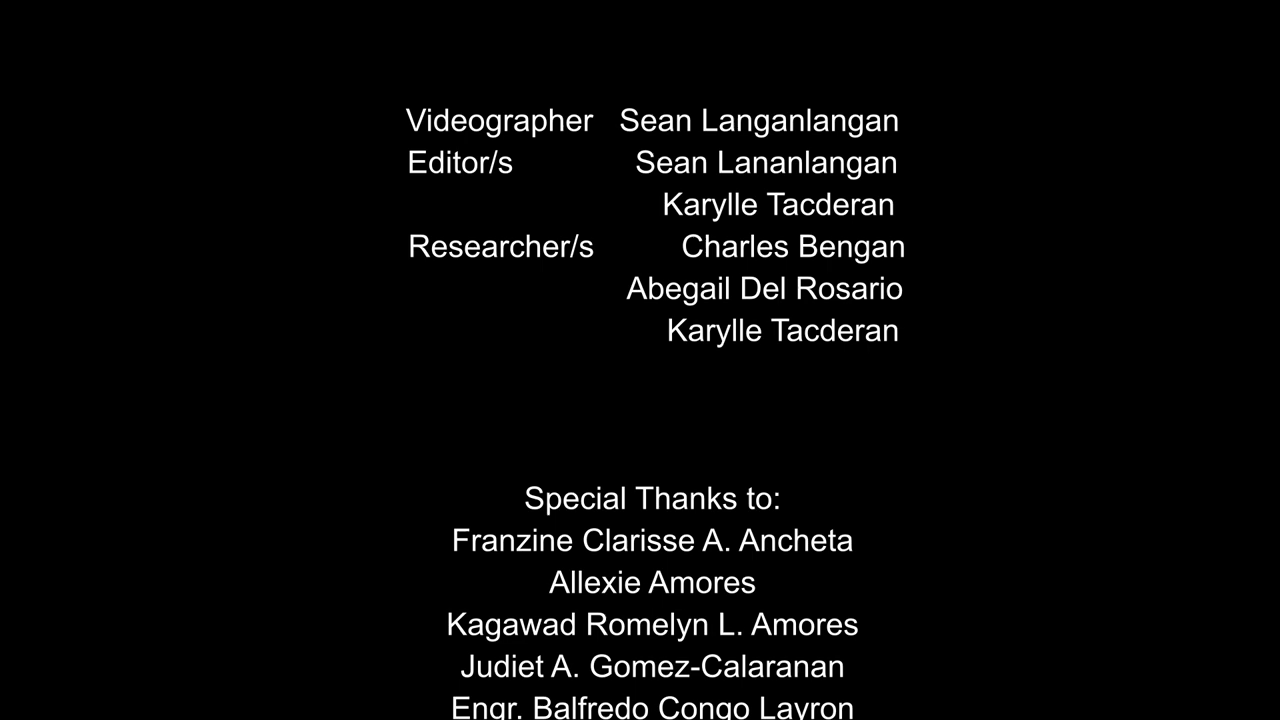 Videographer Sean Langanlangan
Editor/s Sean Lananlangan
Karylle Tacderan
Researcher/s Charles Bengan
Abegail Del Rosario
Karylle Tacderan
Special Thanks to:
Franzine Clarisse A. Ancheta
Allexie Amores
Kagawad Romelyn L. Amores
Judiet A. Gomez-Calaranan
Engr. Balfredo Congo Layron